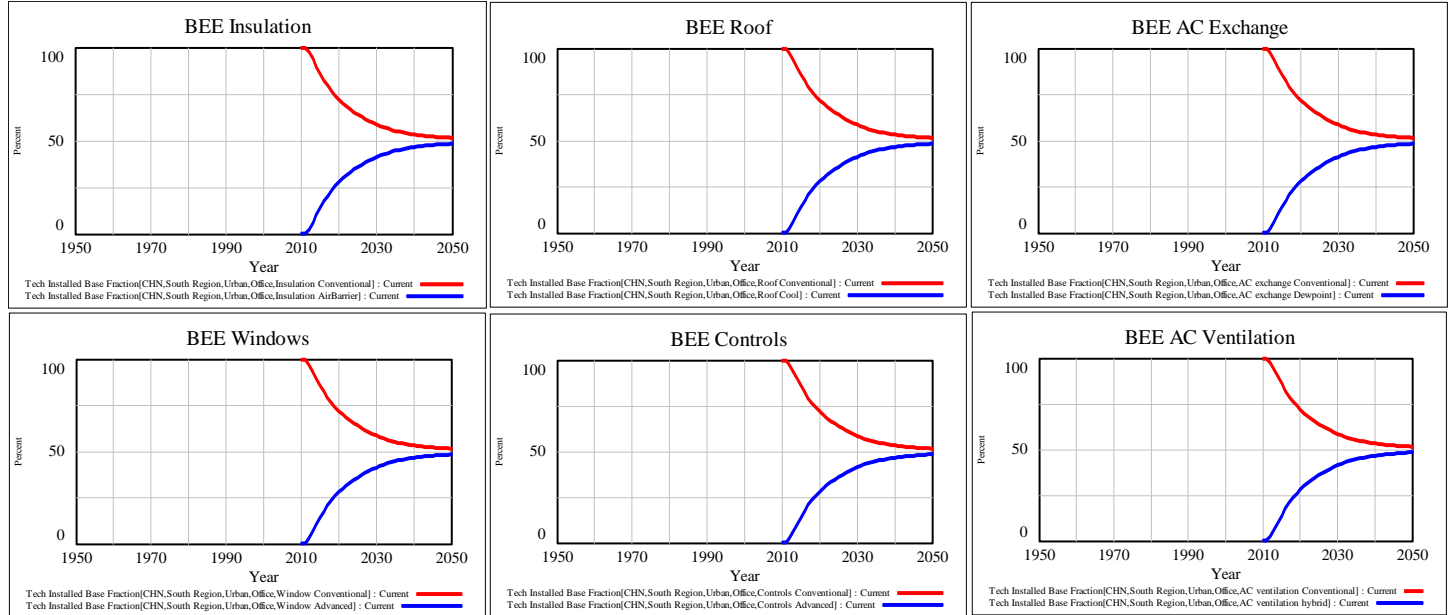 BEE Insulation
100
50
0
Percent
1950 1970 1990 2010 2030 2050
Year
Tech Installed Base Fraction[CHN,South Region,Urban,Office,Insulation Conventional] : Current
Tech Installed Base Fraction[CHN,South Region,Urban,Office,Insulation AirBarrier] : Current
BEE Roof
100
50
0
Percent
1950 1970 1990 2010 2030 2050
Year
Tech Installed Base Fraction[CHN,South Region,Urban,Office,Roof Conventional] : Current
Tech Installed Base Fraction[CHN,South Region,Urban,Office,Roof Cool] : Current
BEE AC Exchange
100
50
0
Percent
1950 1970 1990 2010 2030 2050
Year
Tech Installed Base Fraction[CHN,South Region,Urban,Office,AC exchange Conventional] : Current
Tech Installed Base Fraction[CHN,South Region,Urban,Office,AC exchange Dewpoint] : Current
BEE Windows
100
50
0
Percent
1950 1970 1990 2010 2030 2050
Year
Tech Installed Base Fraction[CHN,South Region,Urban,Office,Window Conventional] : Current
Tech Installed Base Fraction[CHN,South Region,Urban,Office,Window Advanced] : Current
BEE Controls
100
50
0
Percent
1950 1970 1990 2010 2030 2050
Year
Tech Installed Base Fraction[CHN,South Region,Urban,Office,Controls Conventional] : Current
Tech Installed Base Fraction[CHN,South Region,Urban,Office,Controls Advanced] : Current
BEE AC Ventilation
100
50
0
Percent
1950 1970 1990 2010 2030 2050
Year
Tech Installed Base Fraction[CHN,South Region,Urban,Office,AC ventilation Conventional] : Current
Tech Installed Base Fraction[CHN,South Region,Urban,Office,AC ventilation hybrid] : Current